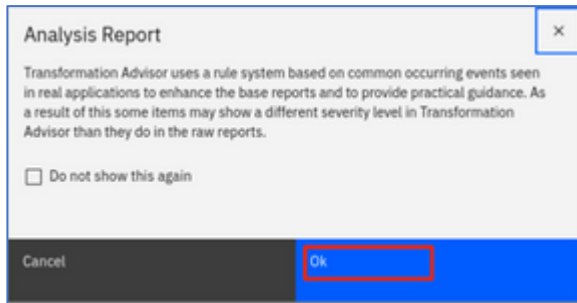 Analysis Report
Transformation Advisor uses a rule system based on common occurring events seen
in real applications to enhance the base reports and to provide practical guidance. As
a result of this some items may show a different severity level in Transformation
Advisor than they do in the raw reports.
Do not show this again
Cancel
Ok